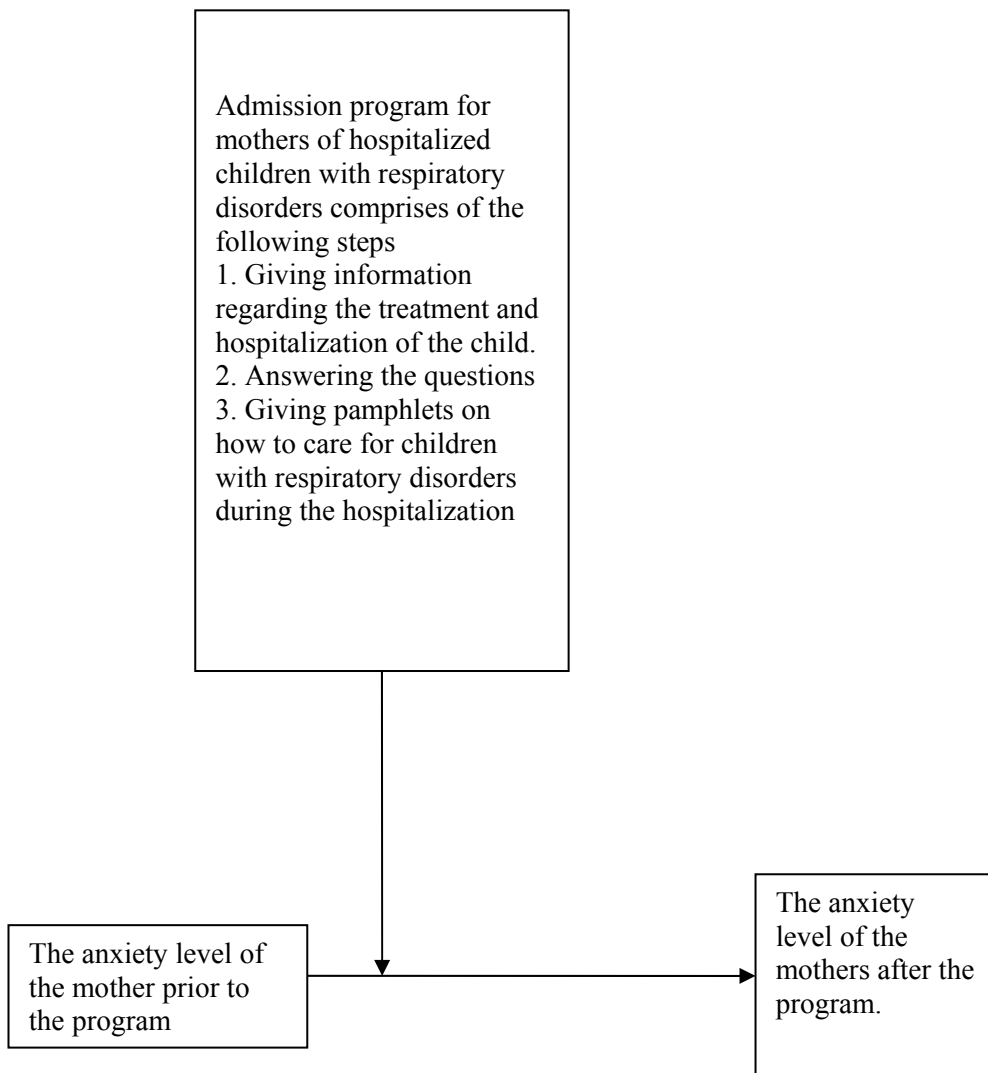 Admission program for
mothers of hospitalized
children with respiratory
disorders comprises of the
following steps
1. Giving information
regarding the treatment and
hospitalization of the child.
2. Answering the questions
3. Giving pamphlets on
how to care for children
with respiratory disorders
during the hospitalization
The anxiety level of
the mother prior to
the program
The anxiety
level of the
mothers after the
program.